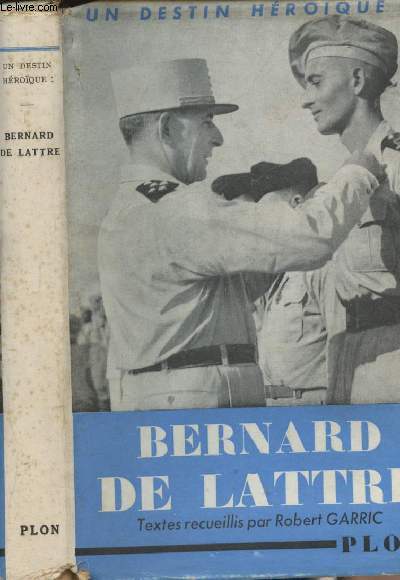 le-livre.com
UN DESTIN
HÉROÏQUE :
BERNARD
DE LATTRE
PLON
UN DESTIN HÉROÏQUE
BERNARD
DE LATTRE
Textes recueillis par Robert GARRIC
PLO